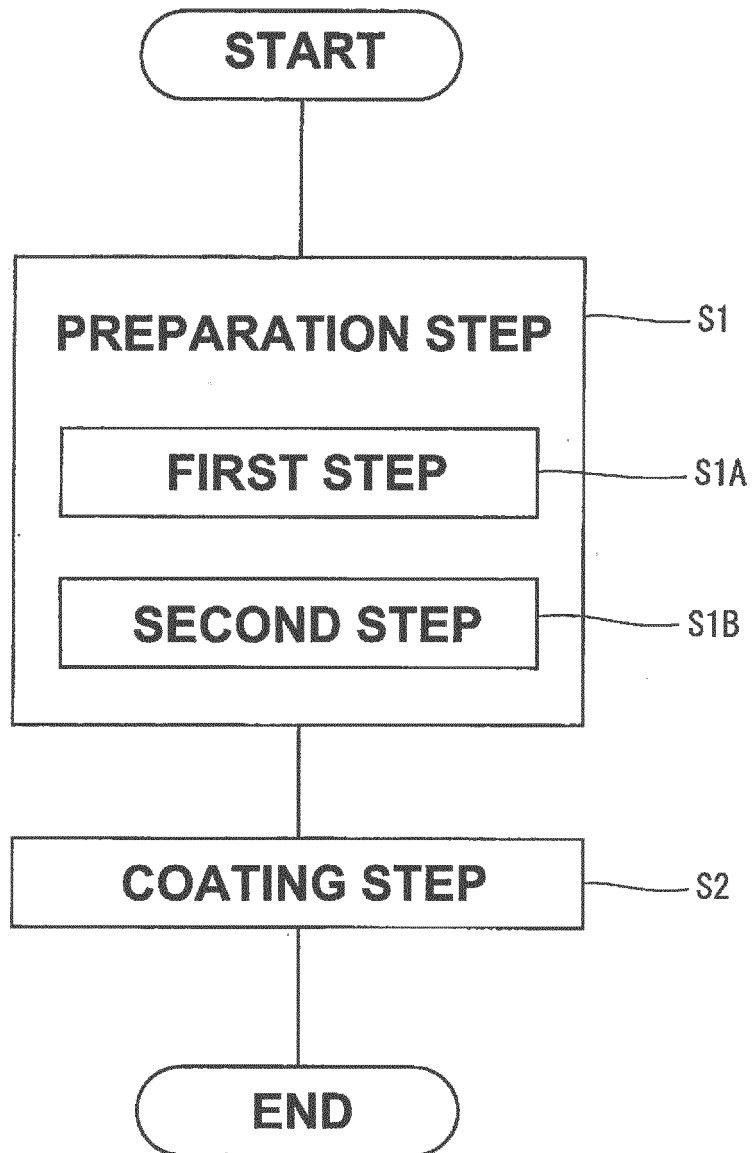 START
PREPARATION STEP
S1
FIRST STEP
S1A
SECOND STEP
S1B
COATING STEP
S2
END